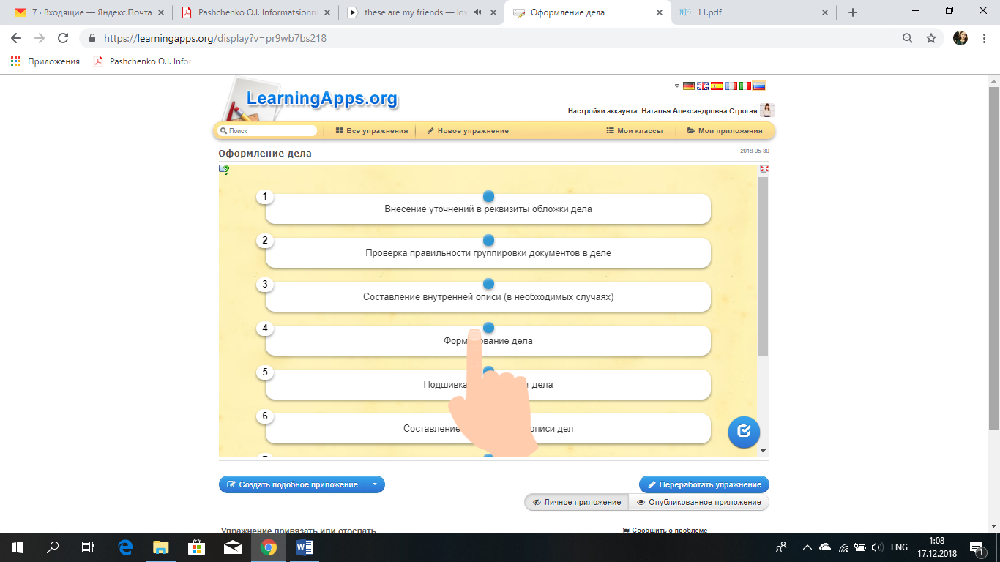 7 · Входящие — Яндекс.Почта
Pashchenko O.I. Informatsionn
these are my friends — lov
Оформление дела
11.pdf
https://learningapps.org/display?v=pr9wb7bs218
Приложения
Pashchenko O.I. Infor
LearningApps.org
Настройки аккаунта: Наталья Александровна Строгая
Поиск
Все упражнения
Новое упражнение
Мои классы
Мои приложения
Оформление дела
2018-05-30
1
Внесение уточнений в реквизиты обложки дела
2
Проверка правильности группировки документов в деле
3
Составление внутренней описи (в необходимых случаях)
4
Форм ование дела
5
Подшивка т дела
6
Составление описи дел
Создать подобное приложение
Переработать упражнение
Личное приложение
Опубликованное приложение
Упражнение привязать или отослать
Сообщить о проблеме
ENG
1:08
17.12.2018
1